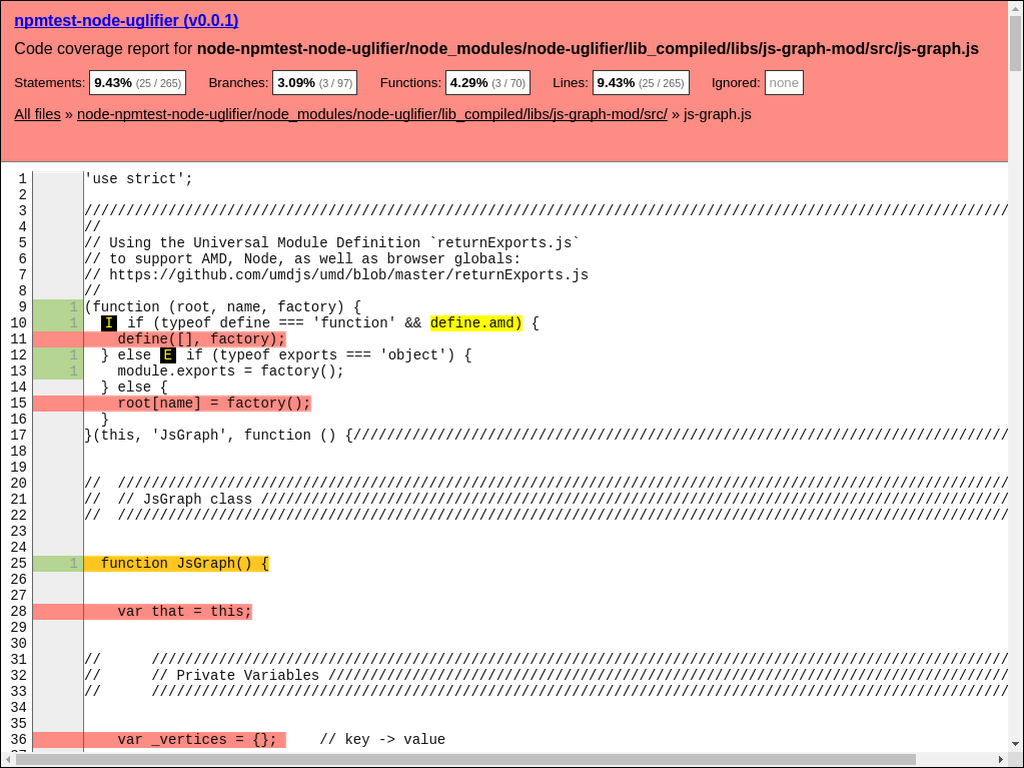 npmtest-node-uglifier (v0.0.1)
Code coverage report for node-npmtest-node-uglifier/node_modules/node-uglifier/lib_compiled/libs/js-graph-mod/src/js-graph.js
Statements: 9.43% (25 / 265) Branches: 3.09% (3 / 97) Functions: 4.29% (3 / 70) Lines: 9.43% (25 / 265) Ignored: none
All files » node-npmtest-node-uglifier/node_modules/node-uglifier/lib_compiled/libs/js-graph-mod/src/ » js-graph.js
1 'use strict';
2
3 //////////////////////////////////////////////////////////////////////////////////////////////////////////////
4 //
5 // Using the Universal Module Definition `returnExports.js`
6 // to support AMD, Node, as well as browser globals:
7 // https://github.com/umdjs/umd/blob/master/returnExports.js
8 //
9 1 (function (root, name, factory) {
10 1 I if (typeof define === 'function' && define.amd) {
11 define([], factory);
12 1 } else E if (typeof exports === 'object') {
13 1 module.exports = factory();
14 } else {
15 root[name] = factory();
16 }
17 }(this, 'JsGraph', function () {//////////////////////////////////////////////////////////////////////////////
18
19
20 // //////////////////////////////////////////////////////////////////////////////////////////////////////////
21 // // JsGraph class /////////////////////////////////////////////////////////////////////////////////////////
22 // //////////////////////////////////////////////////////////////////////////////////////////////////////////
23
24
25 1 function JsGraph() {
26
27
28 var that = this;
29
30
31 // //////////////////////////////////////////////////////////////////////////////////////////////////////
32 // // Private Variables /////////////////////////////////////////////////////////////////////////////////
33 // //////////////////////////////////////////////////////////////////////////////////////////////////////
34
35
36 var _vertices = {}; // key -> value